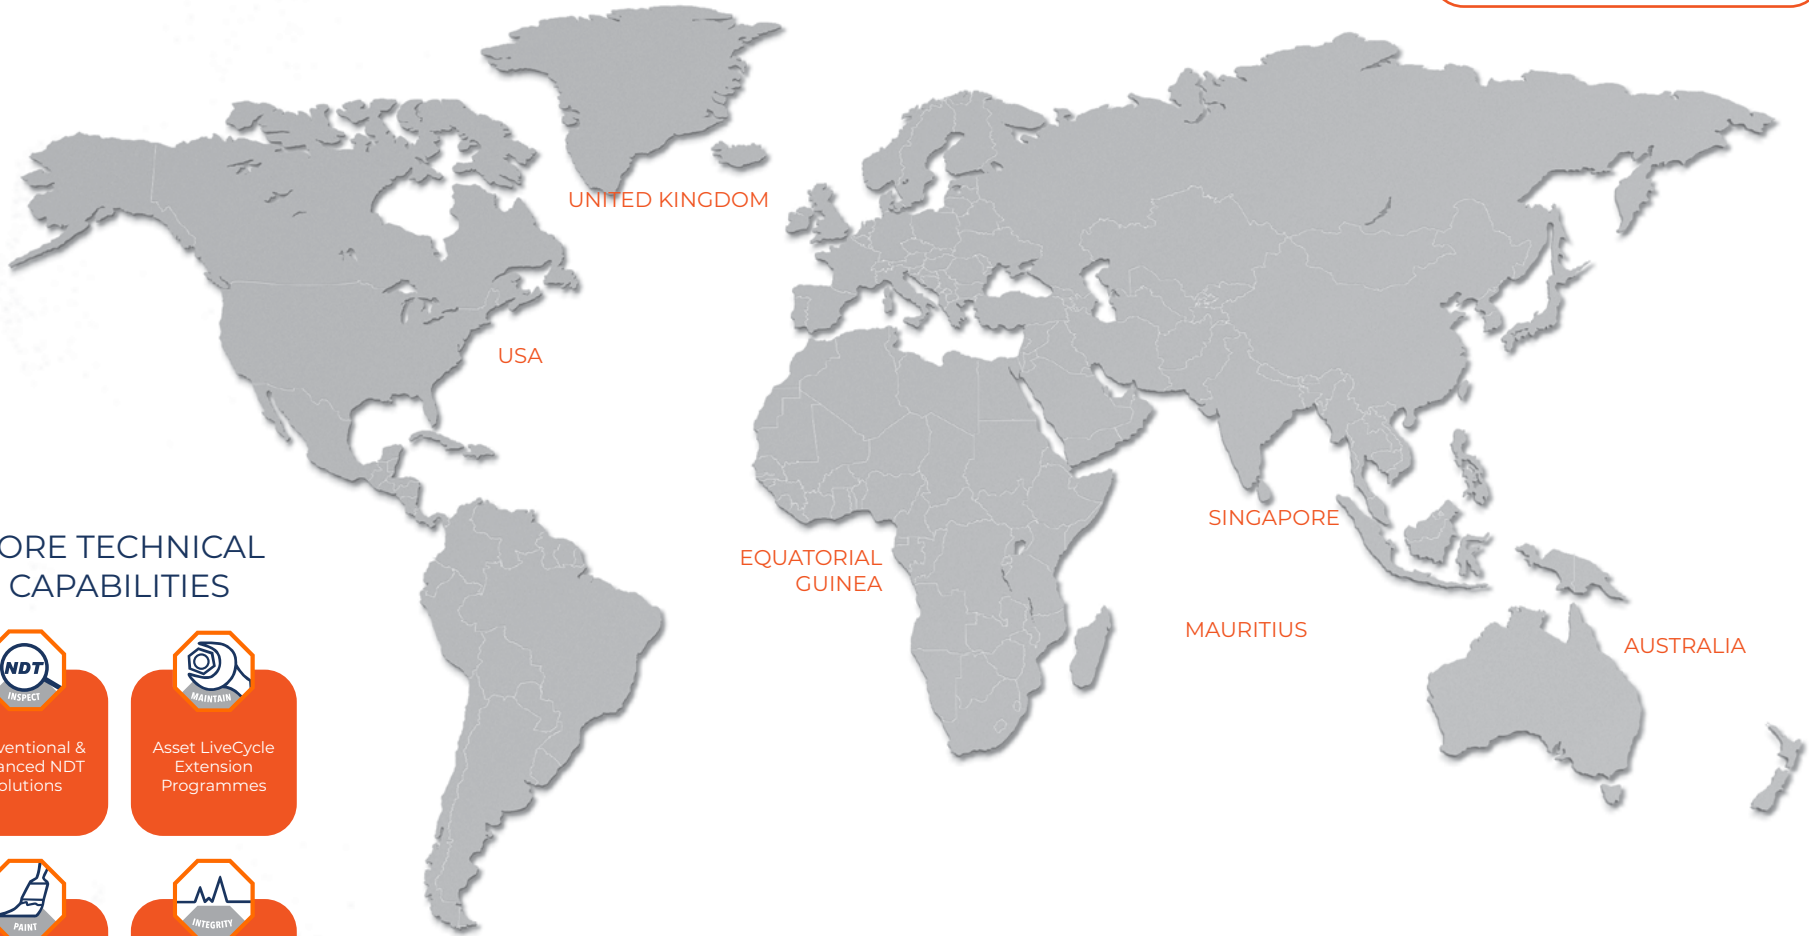 UNITED KINGDOM
USA
SINGAPORE
EQUATORIAL
GUINEA
MAURITIUS
AUSTRALIA
ORE TECHNICAL
CAPABILITIES
NDT
INSPECT
MAINTAIN
ventional &
anced NDT
olutions
Asset LiveCycle
Extension
Programmes
PAINT
INTEGRITY